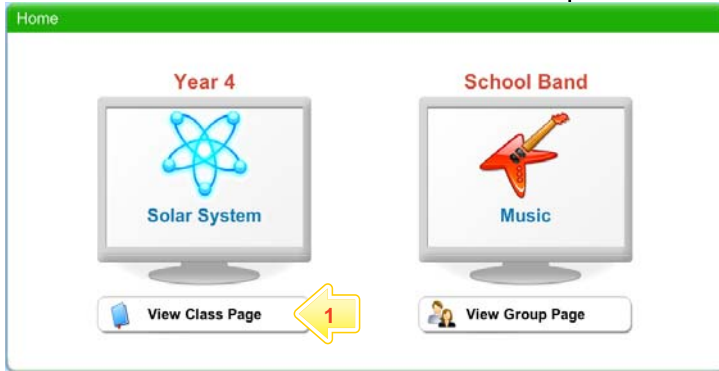 Home
Year 4
School Band
Solar System
Music
View Class Page
1
View Group Page